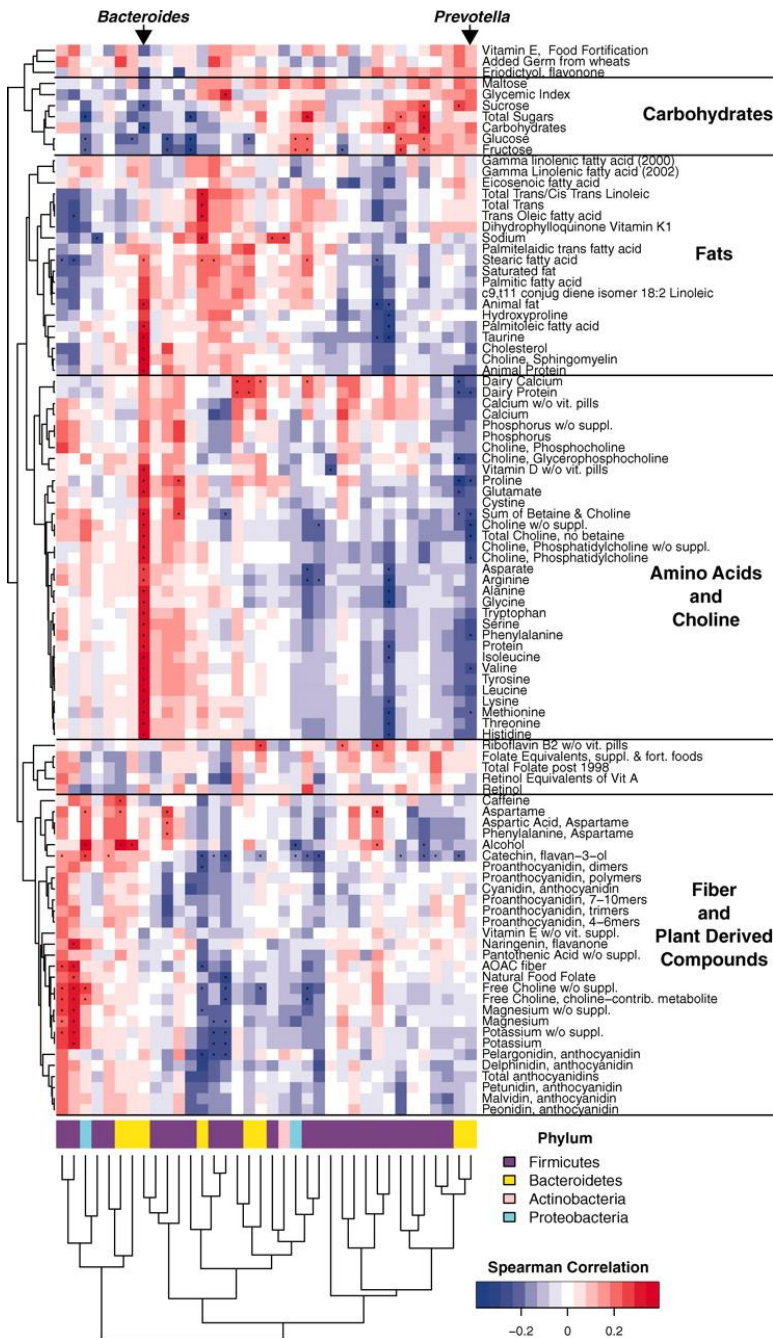 Bacteroides
Prevotella
Vitamin E, Food Fortification
Added Germ from wheats
Eriodictyol, flavonone
Maltose
Glycemic Index
Sucrose
Total Sugars
Carbohydrates
Glucose
Fructose
Carbohydrates
Gamma linolenic fatty acid (2000)
Gamma Linolenic fatty acid (2002)
Eicosenoic fatty acid
Total Trans/Cis Trans Linoleic
Total Trans
Trans Oleic fatty acid
Dihydrophylloquinone Vitamin K1
Sodium
Palmitelaidic trans fatty acid
Stearic fatty acid
Saturated fat
Palmitic fatty acid
c9,t11 conjug diene isomer 18:2 Linoleic
Animal fat
Hydroxyproline
Palmitoleic fatty acid
Taurine
Cholesterol
Choline, Sphingomyelin
Animal Protein
Fats
Dairy Calcium
Dairy Protein
Calcium w/o vit. pills
Calcium
Phosphorus w/o suppl.
Phosphorus
Choline, Phosphocholine
Choline, Glycerophosphocholine
Vitamin D w/o vit. pills
Proline
Glutamate
Cystine
Sum of Betaine & Choline
Choline w/o suppl.
Total Choline, no betaine
Choline, Phosphatidylcholine w/o suppl.
Choline, Phosphatidylcholine
Asparate
Arginine
Alanine
Glycine
Tryptophan
Serine
Phenylalanine
Protein
Isoleucine
Valine
Tyrosine
Leucine
Lysine
Methionine
Threonine
Histidine
Amino Acids
and
Choline
Riboflavin B2 w/o vit. pills
Folate Equivalents, suppl. & fort. foods
Total Folate post 1998
Retinol Equivalents of Vit A
Retinol
Caffeine
Aspartame
Aspartic Acid, Aspartame
Phenylalanine, Aspartame
Alcohol
Catechin, flavan-3-ol
Proanthocyanidin, dimers
Proanthocyanidin, polymers
Cyanidin, anthocyanidin
Proanthocyanidin, 7-10mers
Proanthocyanidin, trimers
Proanthocyanidin, 4-6mers
Vitamin E w/o vit. suppl.
Naringenin, flavanone
Pantothenic Acid w/o suppl.
AOAC fiber
Natural Food Folate
Free Choline w/o suppl.
Free Choline, choline-contrib. metabolite
Magnesium w/o suppl.
Magnesium
Potassium w/o suppl.
Potassium
Pelargonidin, anthocyanidin
Delphinidin, anthocyanidin
Total anthocyanidins
Petunidin, anthocyanidin
Malvidin, anthocyanidin
Peonidin, anthocyanidin
Fiber
and
Plant Derived
Compounds
Phylum
Firmicutes
Bacteroidetes
Actinobacteria
Proteobacteria
Spearman Correlation
-0.2 0 0.2